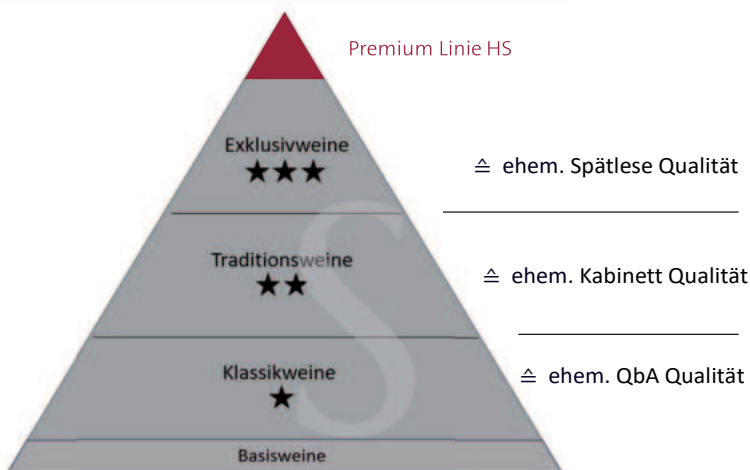 Premium Linie HS
Exklusivweine
★★★
≙ ehem. Spätlese Qualität
Traditionsweine
★★
≙ ehem. Kabinett Qualität
Klassikweine
★
≙ ehem. QbA Qualität
Basisweine
S